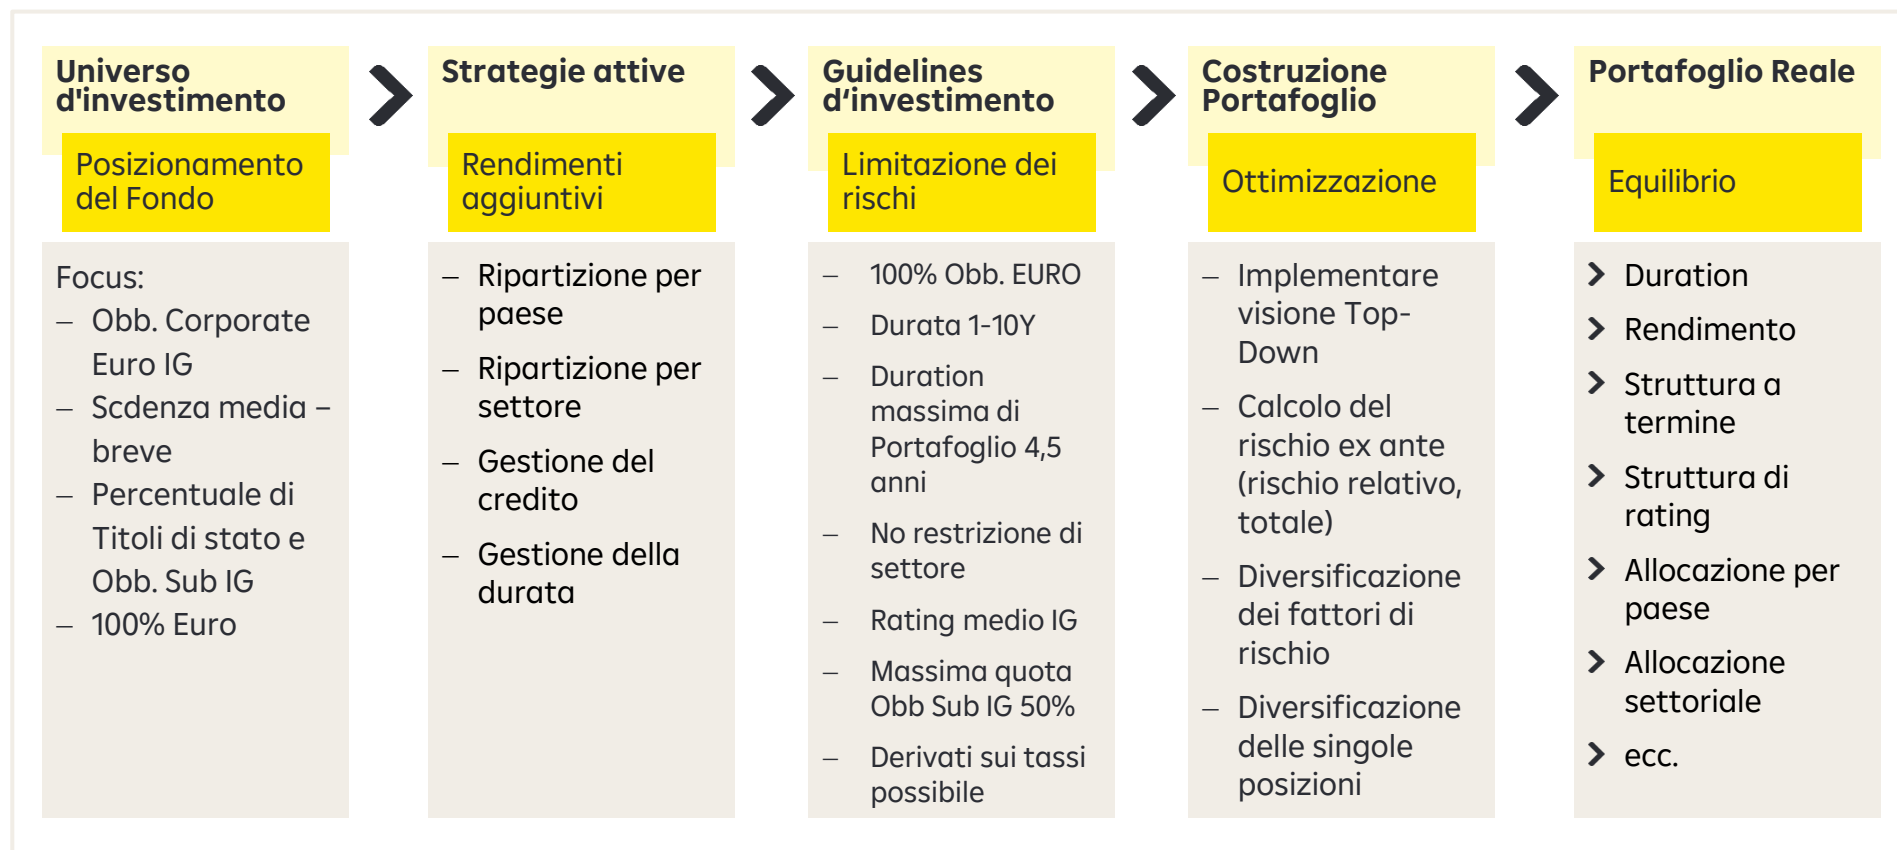 Universo
d'investimento
Posizionamento
del Fondo
Focus:
– Obb. Corporate
Euro IG
– Scdenza media –
breve
– Percentuale di
Titoli di stato e
Obb. Sub IG
– 100% Euro
Strategie attive
Rendimenti
aggiuntivi
– Ripartizione per
paese
– Ripartizione per
settore
– Gestione del
credito
– Gestione della
durata
Guidelines
d‘investimento
Limitazione dei
rischi
– 100% Obb. EURO
– Durata 1-10Y
– Duration
massima di
Portafoglio 4,5
anni
– No restrizione di
settore
– Rating medio IG
– Massima quota
Obb Sub IG 50%
– Derivati sui tassi
possibile
Costruzione
Portafoglio
Ottimizzazione
– Implementare
visione Top-
Down
– Calcolo del
rischio ex ante
(rischio relativo,
totale)
– Diversificazione
dei fattori di
rischio
– Diversificazione
delle singole
posizioni
Portafoglio Reale
Equilibrio
Duration
Rendimento
Struttura a
termine
Struttura di
rating
Allocazione per
paese
Allocazione
settoriale
ecc.